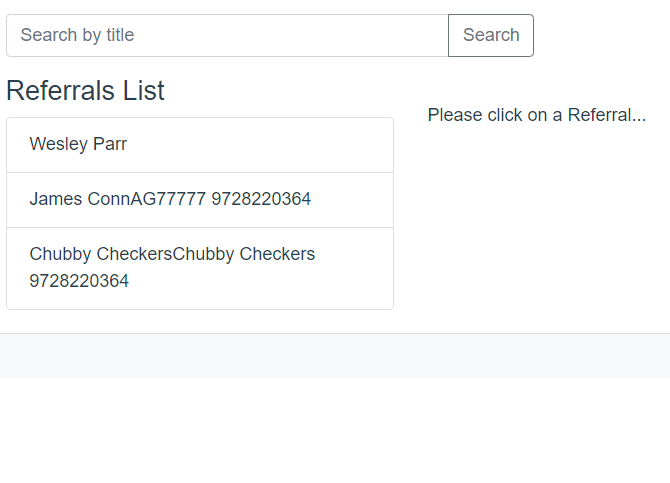 Search by title
Search
Referrals List
Please click on a Referral...
Wesley Parr
James ConnAG77777 9728220364
Chubby CheckersChubby Checkers
9728220364